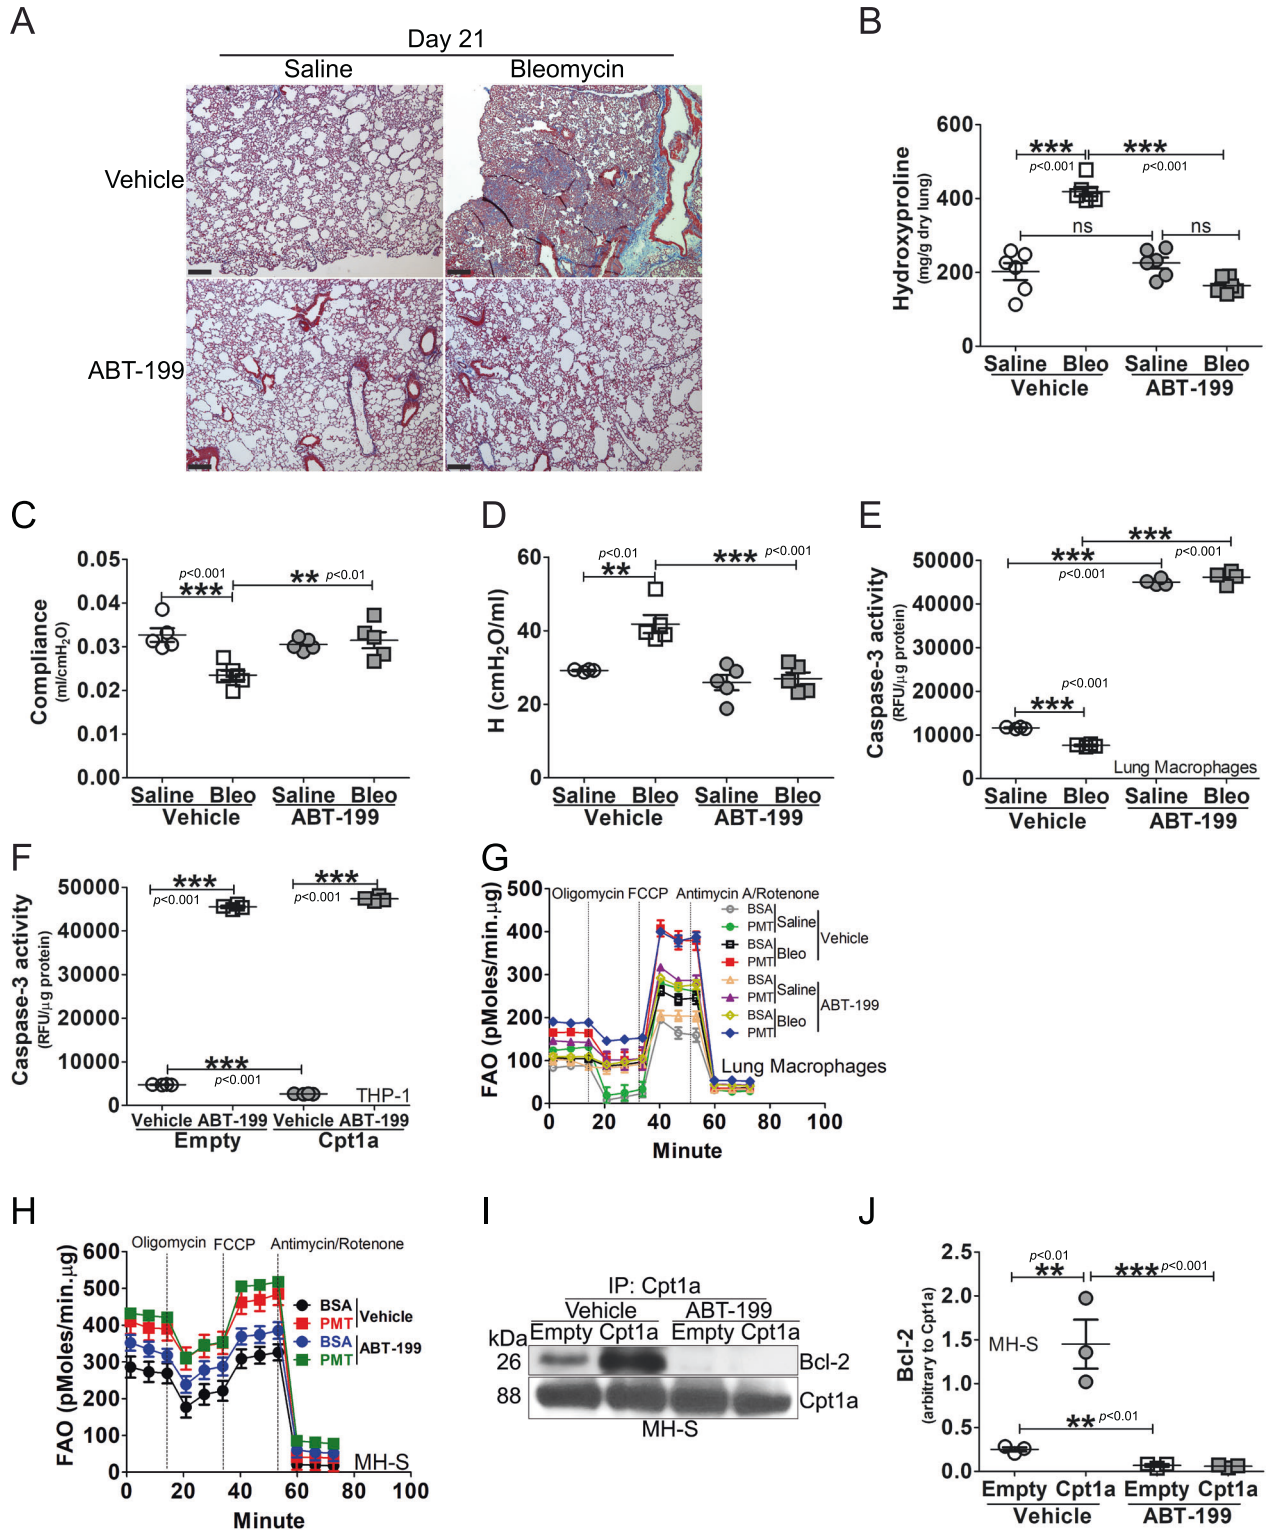 A
Day 21
Saline Bleomycin
Vehicle
ABT-199
B
Hydroxyproline
(mg/g dry lung)
600
400
200
0
*** ***
p<0.001 p<0.001
ns ns
Saline Bleo Saline Bleo
Vehicle ABT-199
C
Compliance
(ml/cmH2O)
0.05
0.04
0.03
0.02
0.01
0.00
p<0.001
***
** p<0.01
Saline Bleo Saline Bleo
Vehicle ABT-199
D
H (cmH2O/ml)
60
40
20
0
p<0.01
**
*** p<0.001
Saline Bleo Saline Bleo
Vehicle ABT-199
E
Caspase-3 activity
(RFU/µg protein)
50000
40000
30000
20000
10000
0
***
p<0.001
***
p<0.001
p<0.001
***
Lung Macrophages
Saline Bleo Saline Bleo
Vehicle ABT-199
F
Caspase-3 activity
(RFU/µg protein)
50000
40000
30000
20000
10000
0
*** ***
p<0.001 p<0.001
***
p<0.001
THP-1
Vehicle ABT-199 Vehicle ABT-199
Empty Cpt1a
G
FAO (pMoles/min.µg)
500
400
300
200
100
0
Oligomycin FCCP Antimycin A/Rotenone
BSA
PMT
Saline
BSA
PMT
Bleo
Vehicle
BSA
PMT
Saline
BSA
PMT
Bleo
ABT-199
Lung Macrophages
0 20 40 60 80 100
Minute
H
FAO (pMoles/min.µg)
600
500
400
300
200
100
0
Oligomycin FCCP Antimycin/Rotenone
BSA
PMT
Vehicle
BSA
PMT
ABT-199
MH-S
0 20 40 60 80 100
Minute
I
IP: Cpt1a
Vehicle ABT-199
kDa Empty Cpt1a Empty Cpt1a
26 Bcl-2
88 Cpt1a
MH-S
J
Bcl-2
(arbitrary to Cpt1a)
2.5
2.0
1.5
1.0
0.5
0.0
p<0.01
**
*** p<0.001
MH-S
** p<0.01
Empty Cpt1a Empty Cpt1a
Vehicle ABT-199